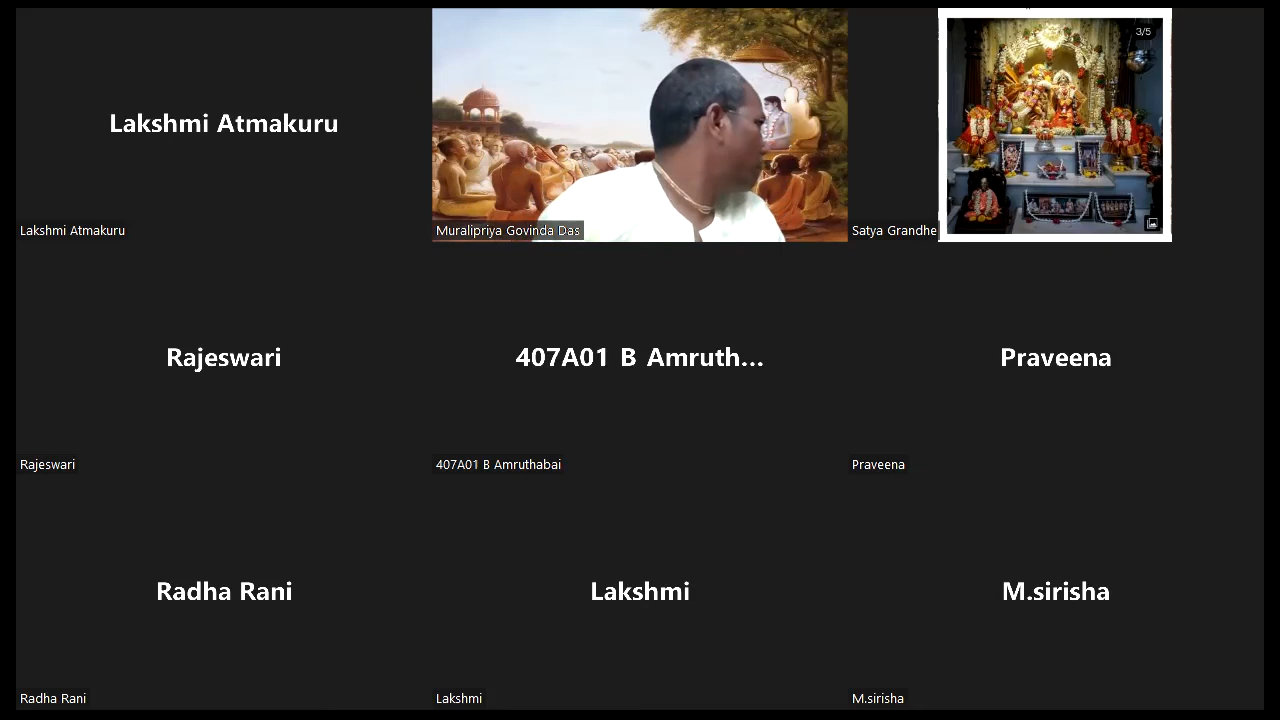 Lakshmi Atmakuru
Lakshmi Atmakuru
Muralipriya Govinda Das
3/5
Satya Grandhe
Rajeswari
Rajeswari
407A01 B Amruth...
407A01 B Amruthabai
Praveena
Praveena
Radha Rani
Radha Rani
Lakshmi
Lakshmi
M.sirisha
M.sirisha